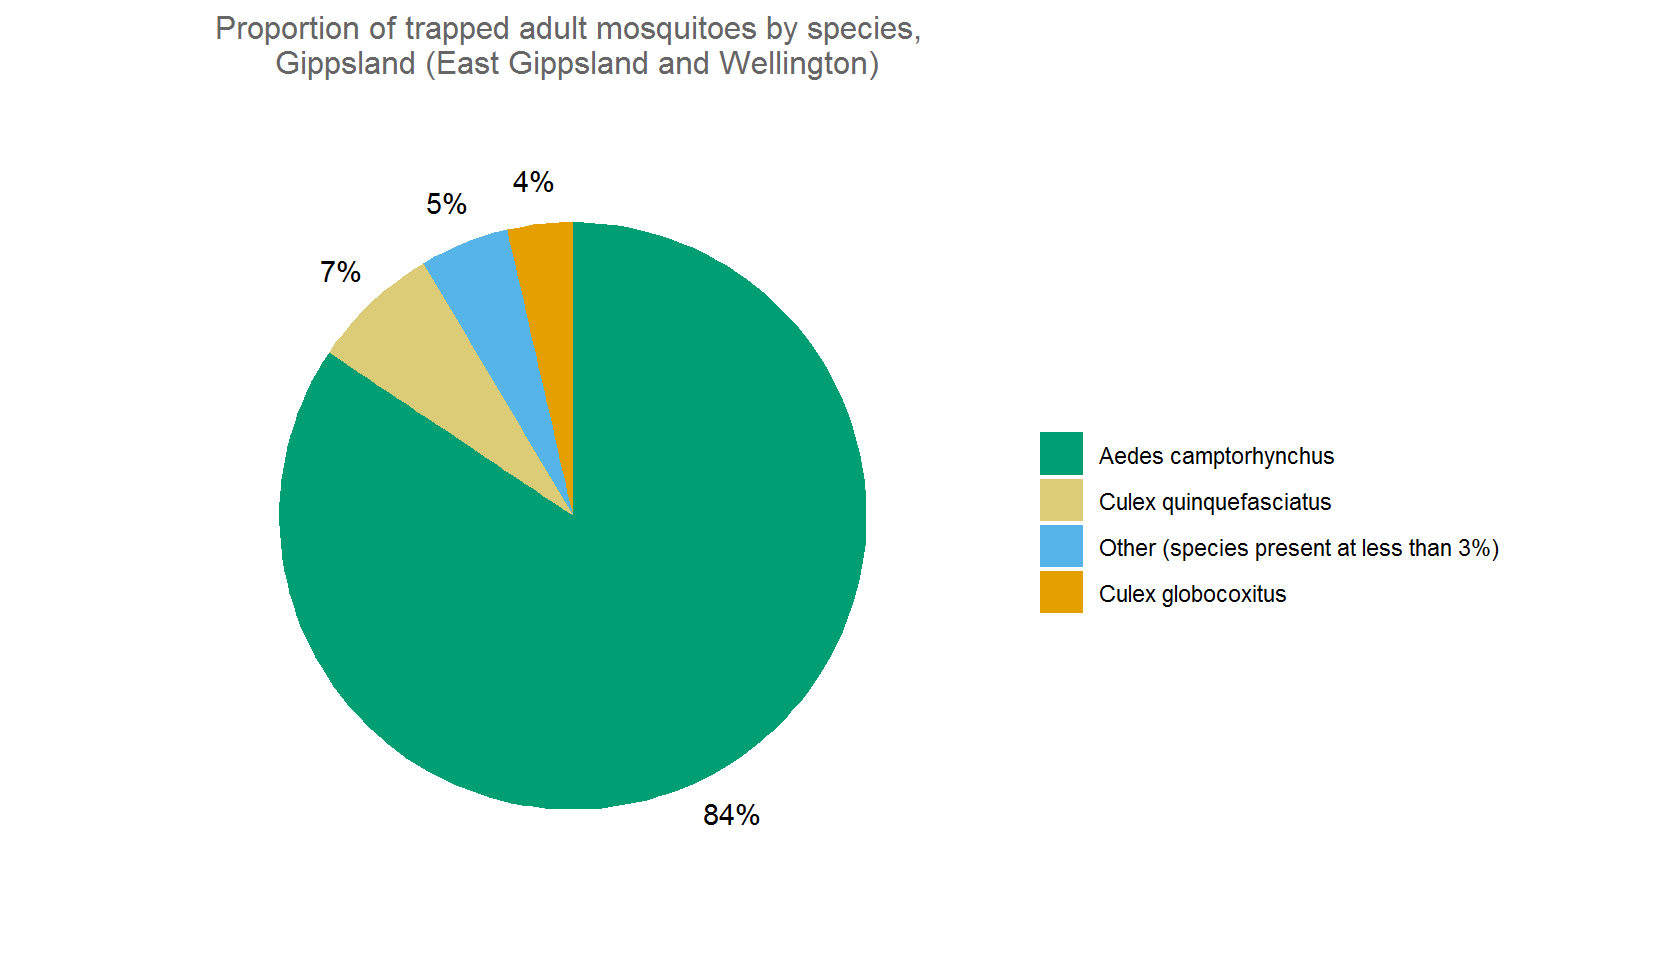 Proportion of trapped adult mosquitoes by species,
Gippsland (East Gippsland and Wellington)
4%
5%
7%
84%
Aedes camptorhynchus
Culex quinquefasciatus
Other (species present at less than 3%)
Culex globocoxitus